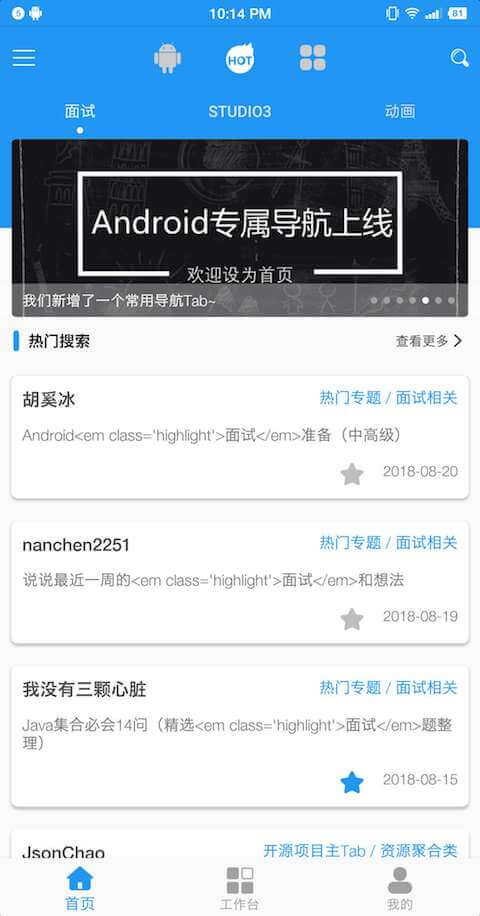 10:14 PM
81
HOT
面试
STUDIO3
动画
Android专属导航上线
欢迎设为首页
我们新增了一个常用导航Tab~
热门搜索
查看更多
胡奚冰
热门专题 / 面试相关
Android<em class='highlight'>面试</em>准备（中高级）
2018-08-20
nanchen2251
热门专题 / 面试相关
说说最近一周的<em class='highlight'>面试</em>和想法
2018-08-19
我没有三颗心脏
热门专题 / 面试相关
Java集合必会14问（精选<em class='highlight'>面试</em>题整
理）
2018-08-15
JsonChao
开源项目主Tab / 资源聚合类
首页
工作台
我的